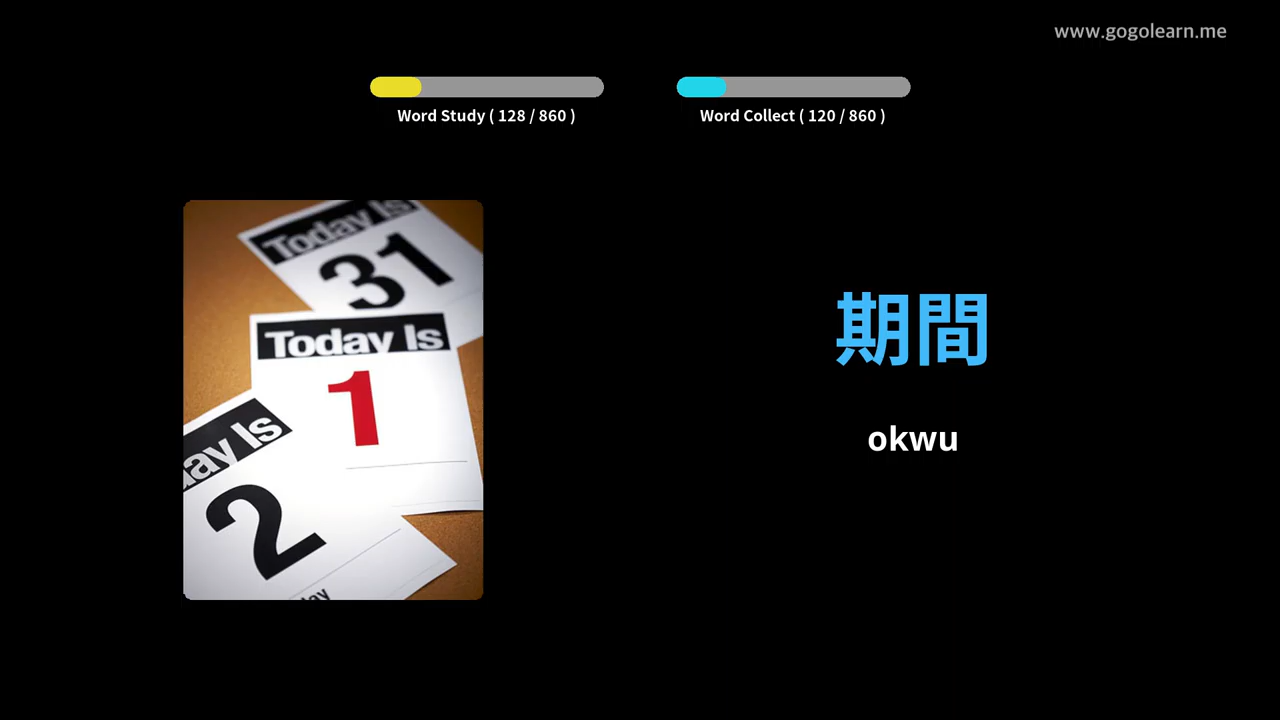 www.gogolearn.me
Word Study ( 128 / 860 )
Word Collect ( 120 / 860 )
Today Is
31
Today Is
1
day Is
2
期間
okwu